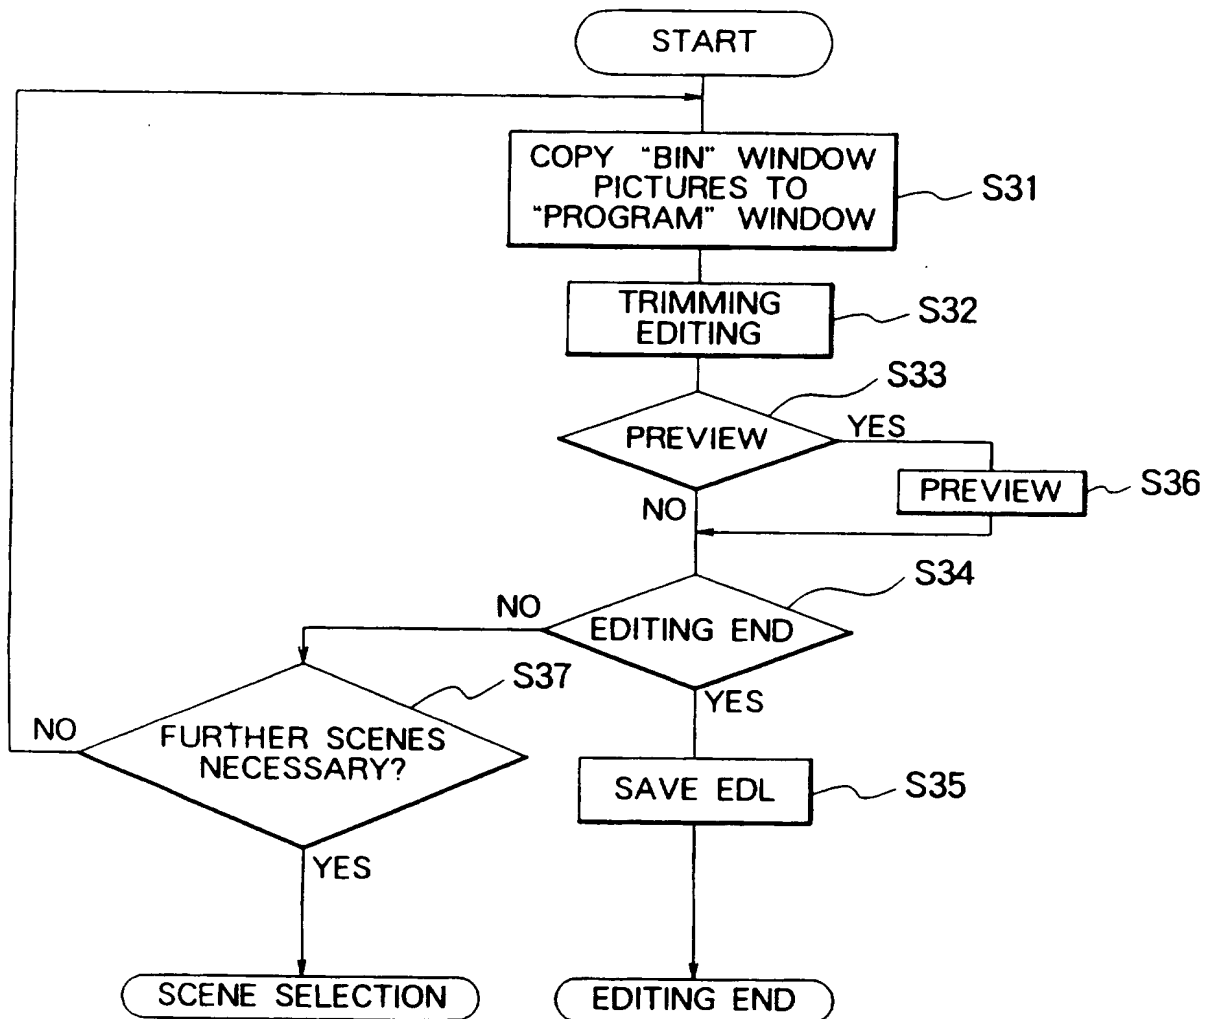 START
COPY "BIN" WINDOW
PICTURES TO
"PROGRAM" WINDOW
S31
TRIMMING
EDITING
S32
S33
PREVIEW
YES
PREVIEW
S36
NO
S34
NO
EDITING END
S37
YES
NO
FURTHER SCENES
NECESSARY?
SAVE EDL
S35
YES
SCENE SELECTION
EDITING END